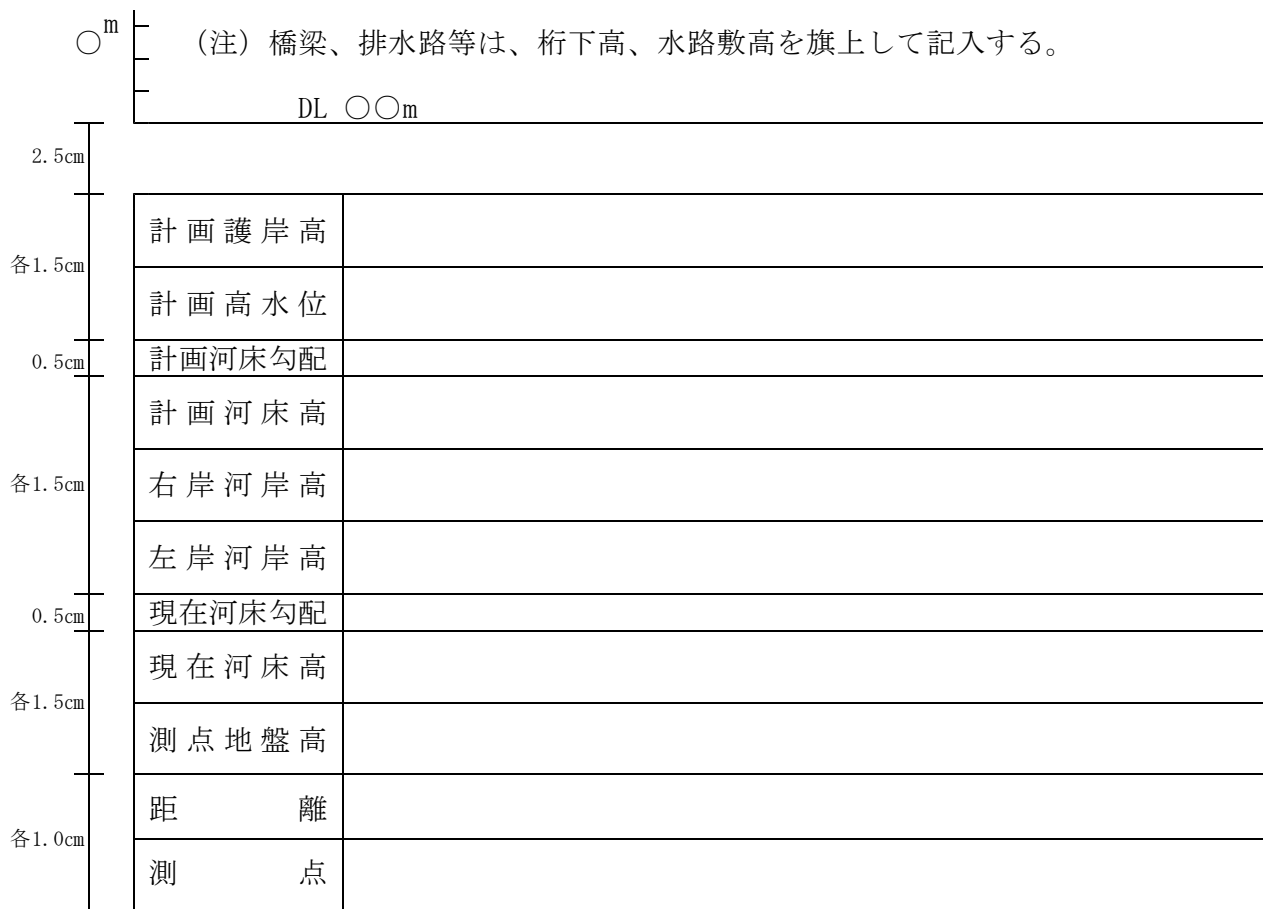 ○m
（注）橋梁、排水路等は、桁下高、水路敷高を旗上して記入する。
DL ○○m
2.5㎝
計画護岸高
各1.5㎝
計画高水位
0.5㎝
計画河床勾配
計画河床高
各1.5㎝
右岸河岸高
左岸河岸高
0.5㎝
現在河床勾配
現在河床高
各1.5㎝
測点地盤高
距離
各1.0㎝
測点